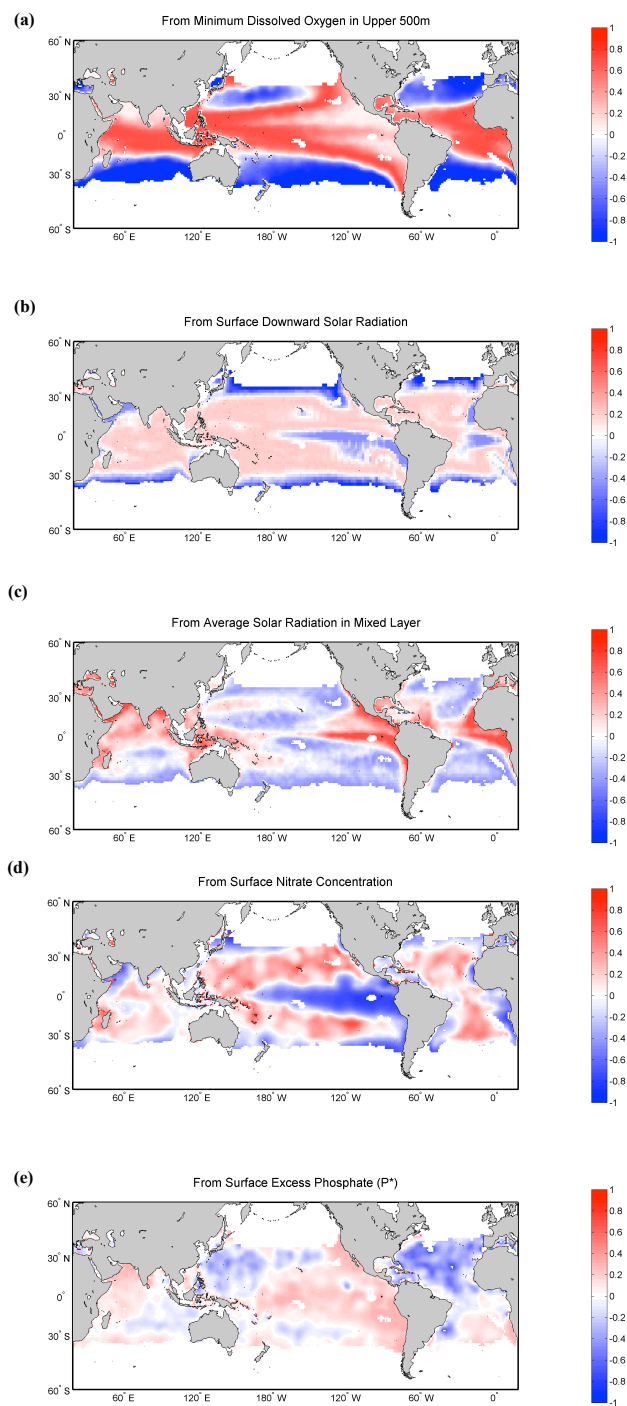 (a)
From Minimum Dissolved Oxygen in Upper 500m
60° N
30° N
0°
30° S
60° S
60° E
120° E
180° W
120° W
60° W
0°
1
0.8
0.6
0.4
0.2
0
-0.2
-0.4
-0.6
-0.8
-1
(b)
From Surface Downward Solar Radiation
60° N
30° N
0°
30° S
60° S
60° E
120° E
180° W
120° W
60° W
0°
1
0.8
0.6
0.4
0.2
0
-0.2
-0.4
-0.6
-0.8
-1
(c)
From Average Solar Radiation in Mixed Layer
60° N
30° N
0°
30° S
60° S
60° E
120° E
180° W
120° W
60° W
0°
1
0.8
0.6
0.4
0.2
0
-0.2
-0.4
-0.6
-0.8
-1
(d)
From Surface Nitrate Concentration
60° N
30° N
0°
30° S
60° S
60° E
120° E
180° W
120° W
60° W
0°
1
0.8
0.6
0.4
0.2
0
-0.2
-0.4
-0.6
-0.8
-1
(e)
From Surface Excess Phosphate (P*)
60° N
30° N
0°
30° S
60° S
60° E
120° E
180° W
120° W
60° W
0°
1
0.8
0.6
0.4
0.2
0
-0.2
-0.4
-0.6
-0.8
-1